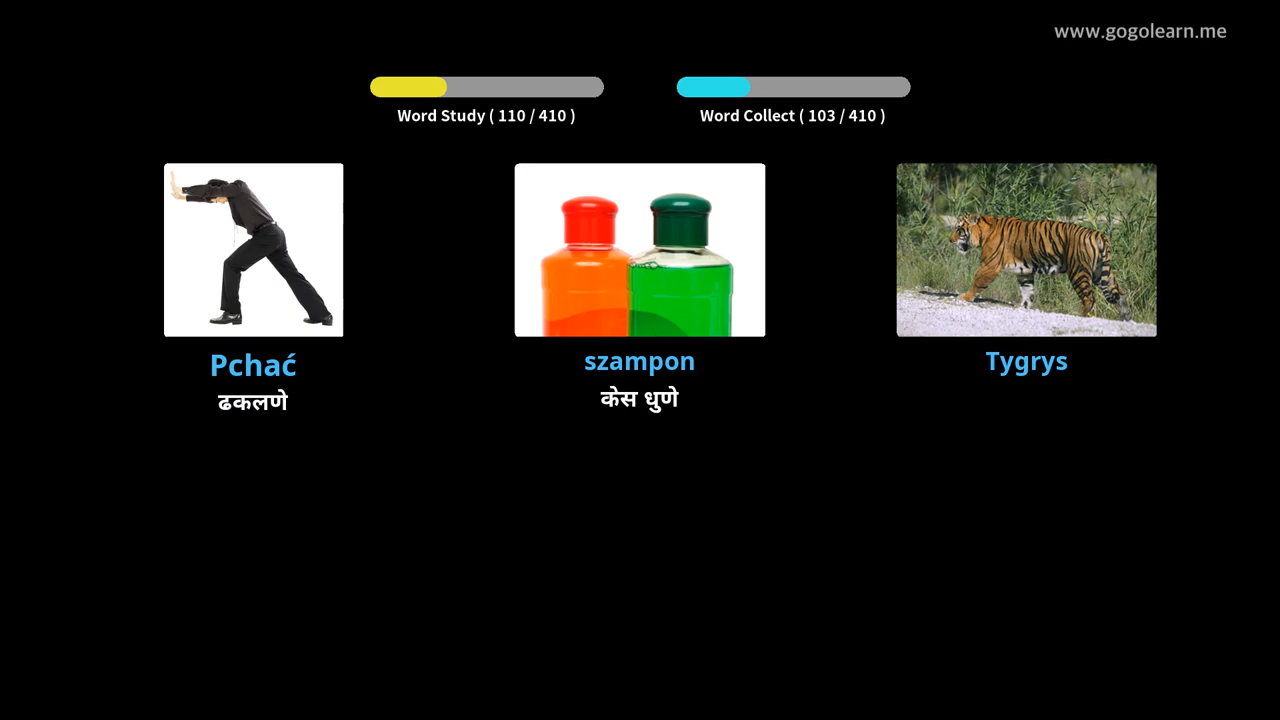 www.gogolearn.me
Word Study ( 110 / 410 )
Word Collect ( 103 / 410 )
Pchać
ढकलणे
szampon
केस धुणे
Tygrys